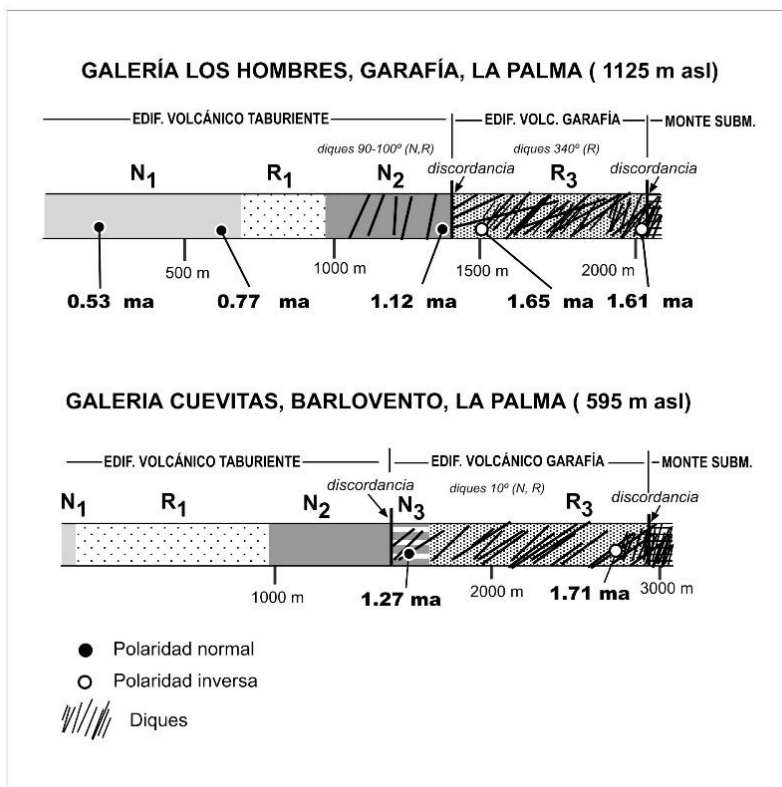 GALERÍA LOS HOMBRES, GARAFÍA, LA PALMA ( 1125 m asl)
EDIF. VOLCÁNICO TABURIENTE
EDIF. VOLC. GARAFÍA
MONTE SUBM.
diques 90-100º (N,R)
diques 340º (R)
discordancia
discordancia
N1
R1
N2
R3
500 m
1000 m
1500 m
2000 m
0.53 ma
0.77 ma
1.12 ma
1.65 ma
1.61 ma
GALERIA CUEVITAS, BARLOVENTO, LA PALMA ( 595 m asl)
EDIF. VOLCÁNICO TABURIENTE
EDIF. VOLCÁNICO GARAFÍA
MONTE SUBM.
discordancia
diques 10º (N, R)
discordancia
N1
R1
N2
N3
R3
1000 m
1.27 ma
2000 m
1.71 ma
3000 m
Polaridad normal
Polaridad inversa
Diques